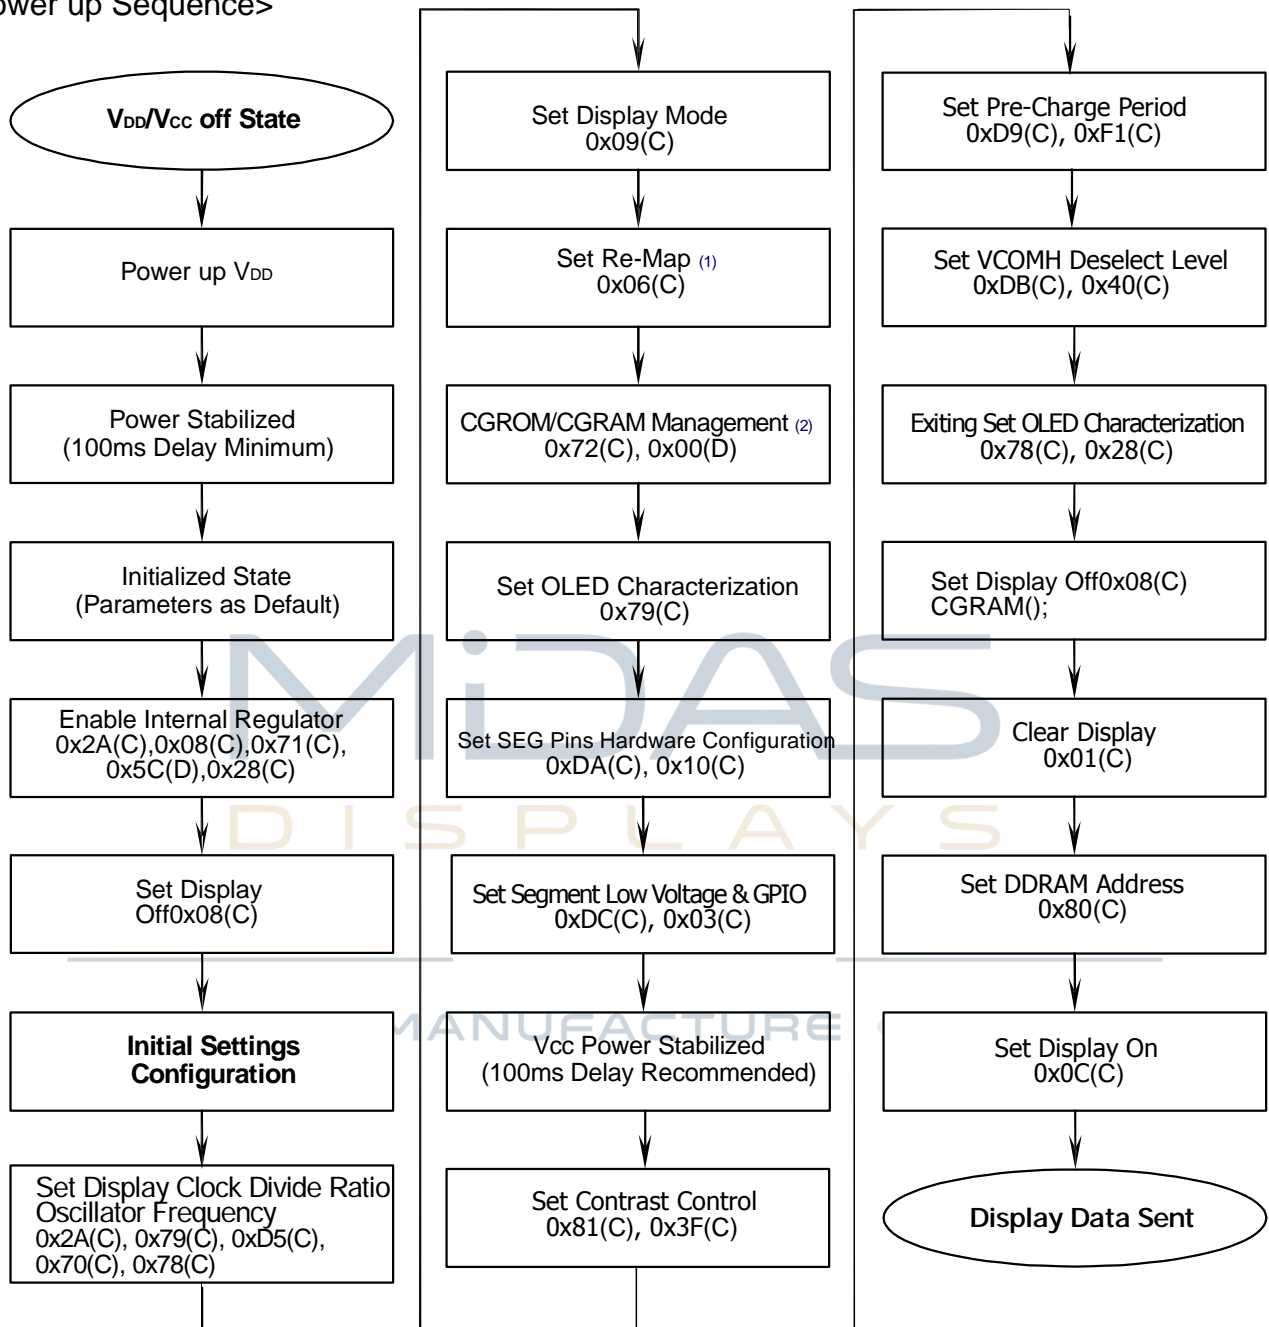 ower up Sequence>
VDD/VCC off State
Power up VDD
Power Stabilized
(100ms Delay Minimum)
Initialized State
(Parameters as Default)
Enable Internal Regulator
0x2A(C),0x08(C),0x71(C),
0x5C(D),0x28(C)
Set Display
Off0x08(C)
Initial Settings
Configuration
Set Display Clock Divide Ratio
Oscillator Frequency
0x2A(C), 0x79(C), 0xD5(C),
0x70(C), 0x78(C)
Set Display Mode
0x09(C)
Set Re-Map (1)
0x06(C)
CGROM/CGRAM Management (2)
0x72(C), 0x00(D)
Set OLED Characterization
0x79(C)
Set SEG Pins Hardware Configuration
0xDA(C), 0x10(C)
Set Segment Low Voltage & GPIO
0xDC(C), 0x03(C)
Vcc Power Stabilized
(100ms Delay Recommended)
Set Contrast Control
0x81(C), 0x3F(C)
Set Pre-Charge Period
0xD9(C), 0xF1(C)
Set VCOMH Deselect Level
0xDB(C), 0x40(C)
Exiting Set OLED Characterization
0x78(C), 0x28(C)
Set Display Off0x08(C)
CGRAM();
Clear Display
0x01(C)
Set DDRAM Address
0x80(C)
Set Display On
0x0C(C)
Display Data Sent
MiDAS
DISPLAYS
MANUFACTURE